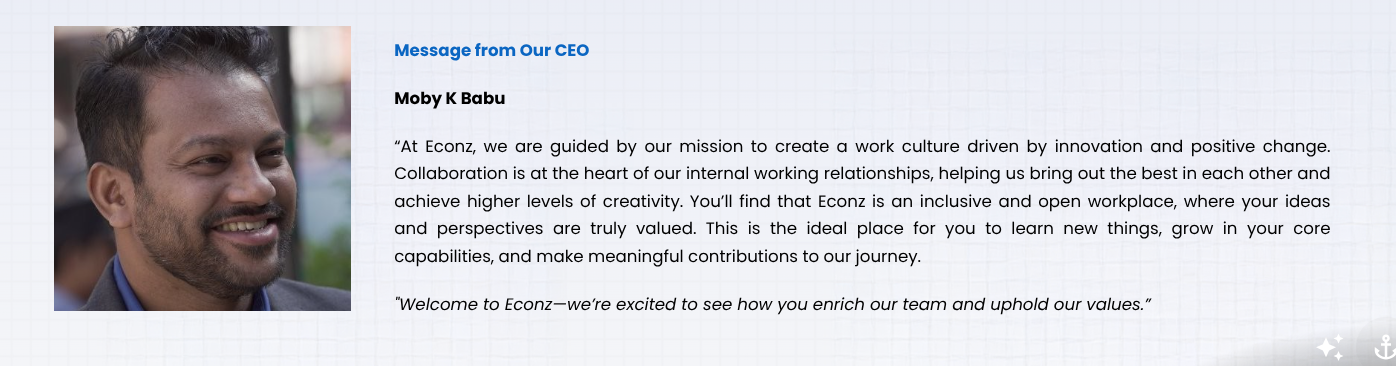 Message from Our CEO
Moby K Babu
“At Econz, we are guided by our mission to create a work culture driven by innovation and positive change.
Collaboration is at the heart of our internal working relationships, helping us bring out the best in each other and
achieve higher levels of creativity. You’ll find that Econz is an inclusive and open workplace, where your ideas
and perspectives are truly valued. This is the ideal place for you to learn new things, grow in your core
capabilities, and make meaningful contributions to our journey.
"Welcome to Econz—we’re excited to see how you enrich our team and uphold our values.”